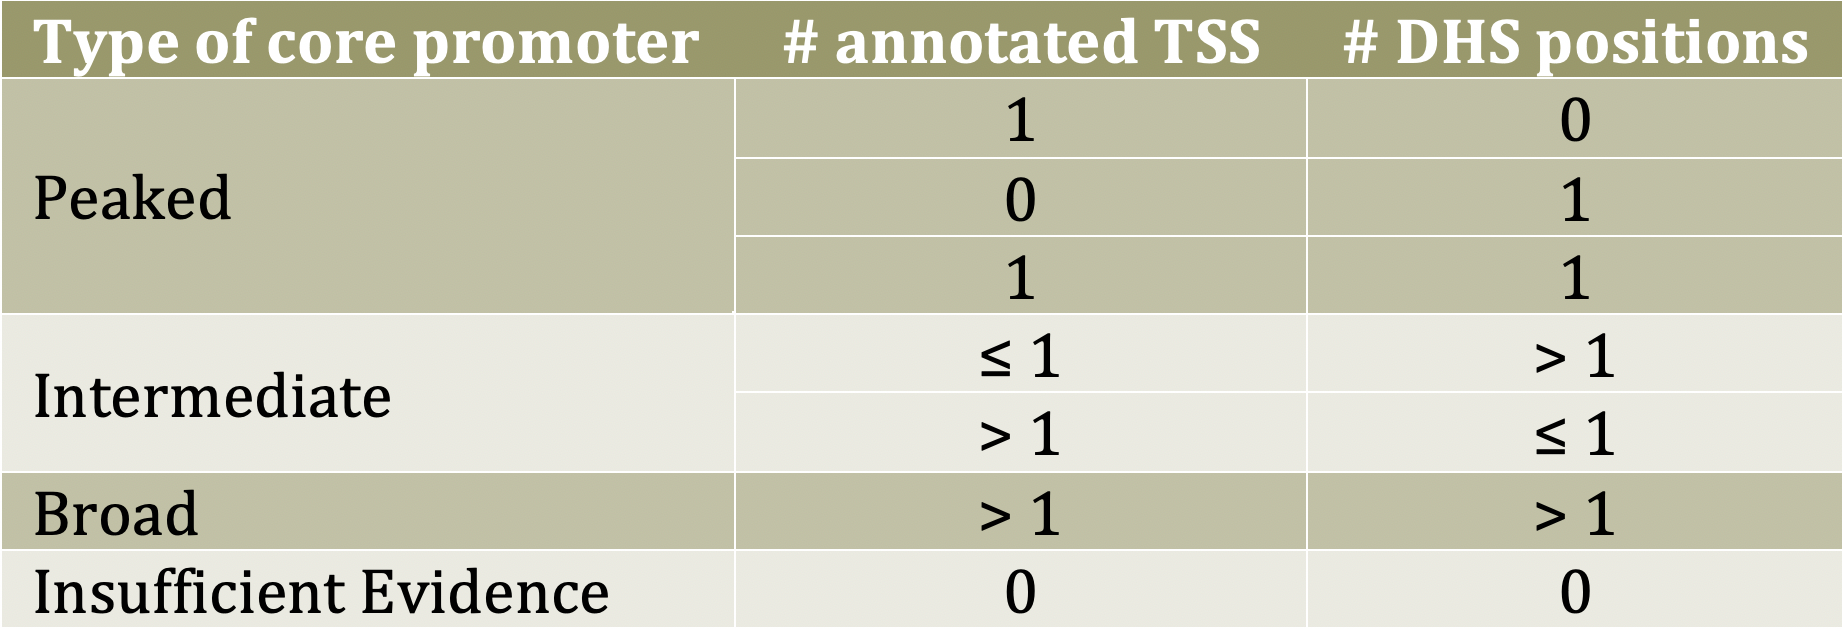 Type of core promoter # annotated TSS # DHS positions
Peaked
1 0
0 1
1 1
Intermediate
≤ 1 > 1
> 1 ≤ 1
Broad > 1 > 1
Insufficient Evidence 0 0